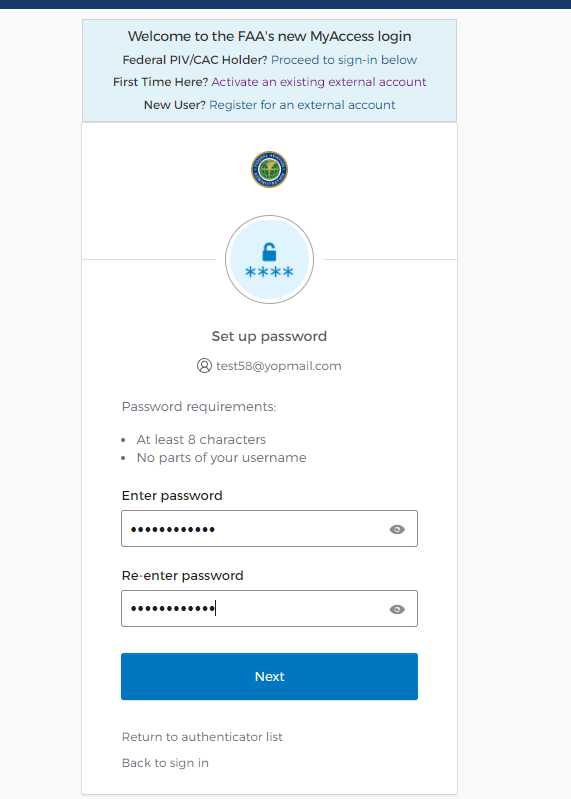 Welcome to the FAA's new MyAccess login
Federal PIV/CAC Holder? Proceed to sign-in below
First Time Here? Activate an existing external account
New User? Register for an external account
****
Set up password
test58@yopmail.com
Password requirements:
• At least 8 characters
• No parts of your username
Enter password
••••••••••••
Re-enter password
••••••••••••
Next
Return to authenticator list
Back to sign in